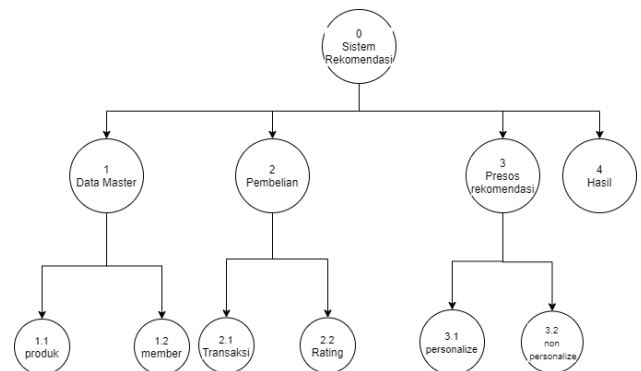 0
Sistem
Rekomendasi
1
Data Master
2
Pembelian
3
Presos
rekomendasi
4
Hasil
1.1
produk
1.2
member
2.1
Transaksi
2.2
Rating
3.1
personalize
3.2
non
personalize